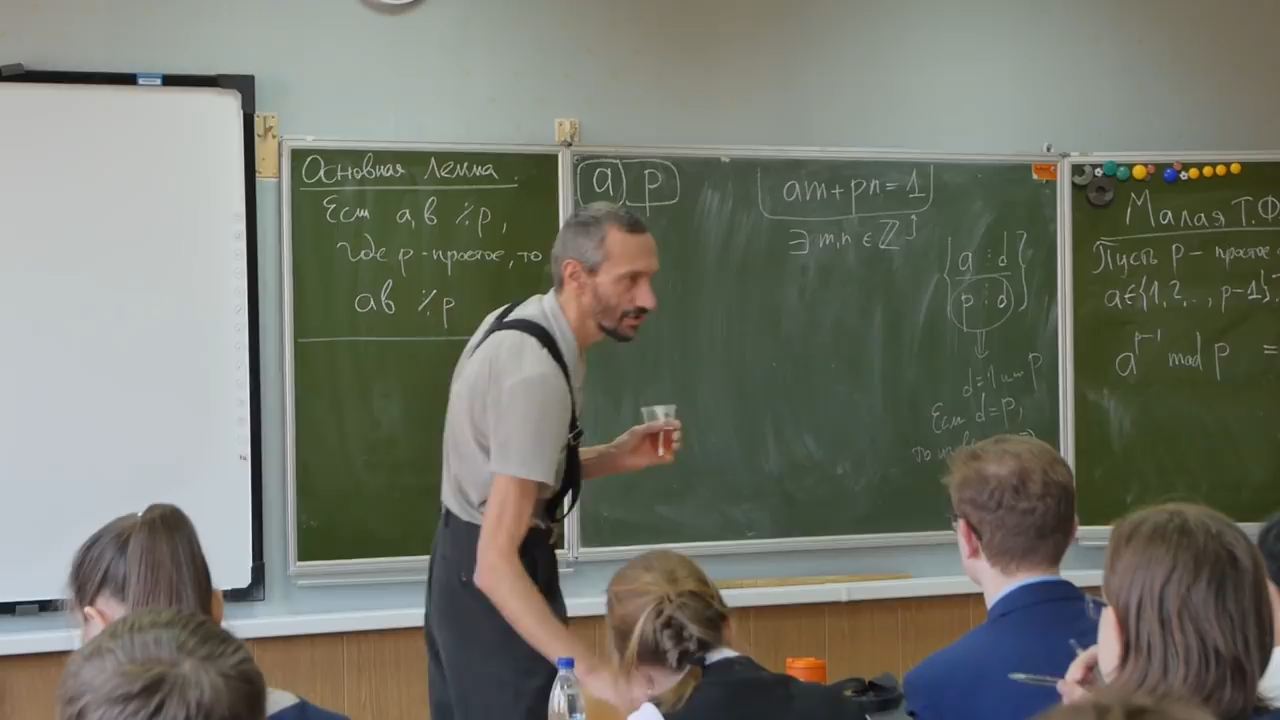 Основная лемма.
Если a,b ⁒ p,
где p - простое, то
ab ⁒ p
a p
am+pn=1
∃ m,n ∈ ℤ
a ⋮ d
p ⋮ d
d=1 или p
Если d=p,
то
Малая Т.Ф
Пусть p - простое
a∈{1,2,..,p-1}
a^{p-1} mod p =